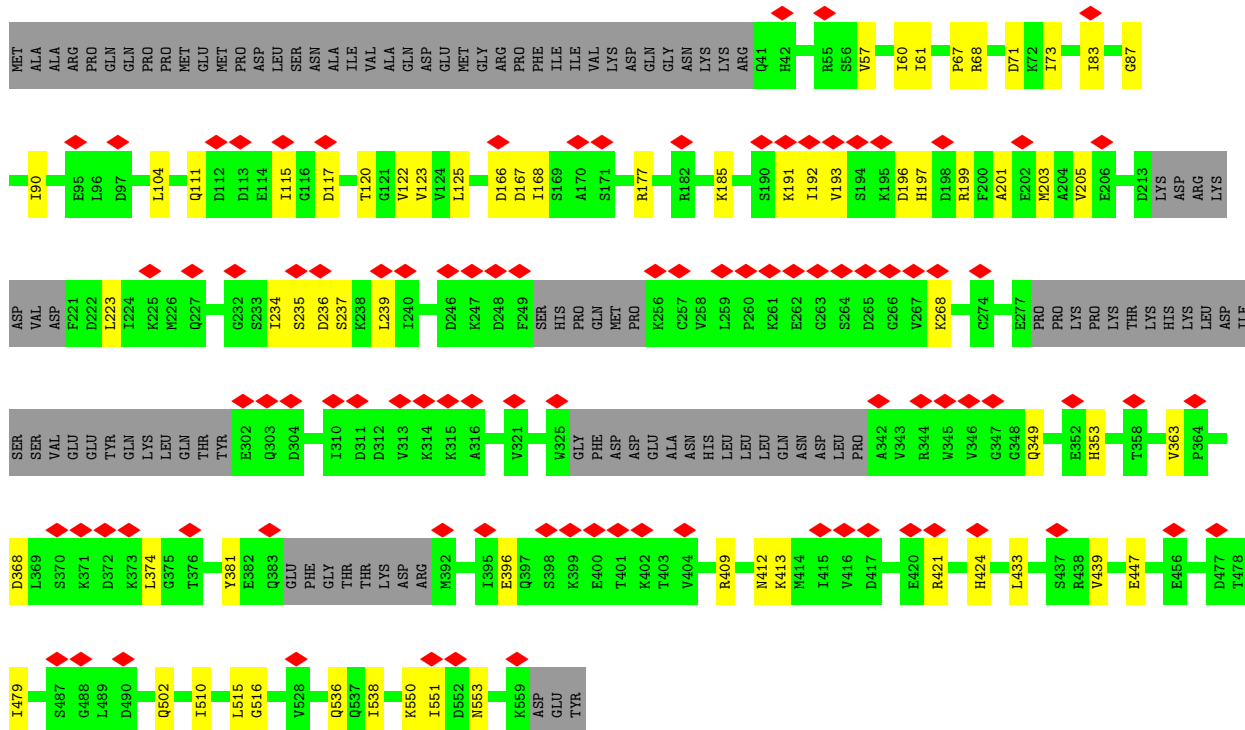 MET ALA ALA ARG PRO GLN GLN PRO PRO MET GLU MET PRO ASP LEU SER ASN ALA ILE VAL ALA GLN ASP GLU MET GLY ARG PRO PHE ILE ILE VAL LYS ASP GLN GLY ASN LYS LYS ARG Q41 H42 R55 S56 V57 I60 I61 P67 R68 D71 K72 I73 I83 G87
I90 E95 L96 D97 L104 Q111 D112 D113 E114 I115 G116 D117 T120 G121 V122 V123 V124 L125 D166 D167 I168 S169 A170 S171 R177 R182 K185 S190 K191 I192 V193 S194 K195 D196 H197 D198 R199 F200 A201 E202 M203 A204 V205 E206 D213 LYS ASP ARG LYS
ASP VAL ASP F221 D222 L223 I224 K225 M226 Q227 G232 S233 I234 S235 D236 S237 K238 L239 I240 D246 K247 D248 F249 SER HIS PRO GLN MET PRO K256 C257 V258 L259 P260 K261 E262 G263 S264 D265 G266 V267 K268 C274 E277 PRO PRO LYS PRO LYS THR LYS HIS LYS LEU ASP ILE
SER SER VAL GLU GLU TYR GLN LYS LEU GLN THR TYR E302 Q303 D304 I310 D311 D312 V313 K314 K315 A316 V321 W325 GLY PHE ASP ASP GLU ALA ASN HIS LEU LEU LEU GLN ASN ASP LEU PRO A342 V343 R344 W345 V346 G347 G348 Q349 E352 H353 T358 V363 P364
D368 L369 S370 K371 D372 K373 L374 G375 T376 Y381 E382 Q383 GLU PHE GLY THR THR LYS ASP ARG M392 I395 E396 Q397 S398 K399 E400 T401 K402 T403 V404 R409 N412 K413 M414 I415 V416 D417 E420 R421 H424 L433 S437 R438 V439 E447 E456 D477 T478
I479 S487 G488 L489 D490 Q502 I510 L515 G516 V528 Q536 Q537 I538 K550 I551 D552 N553 K559 ASP GLU TYR